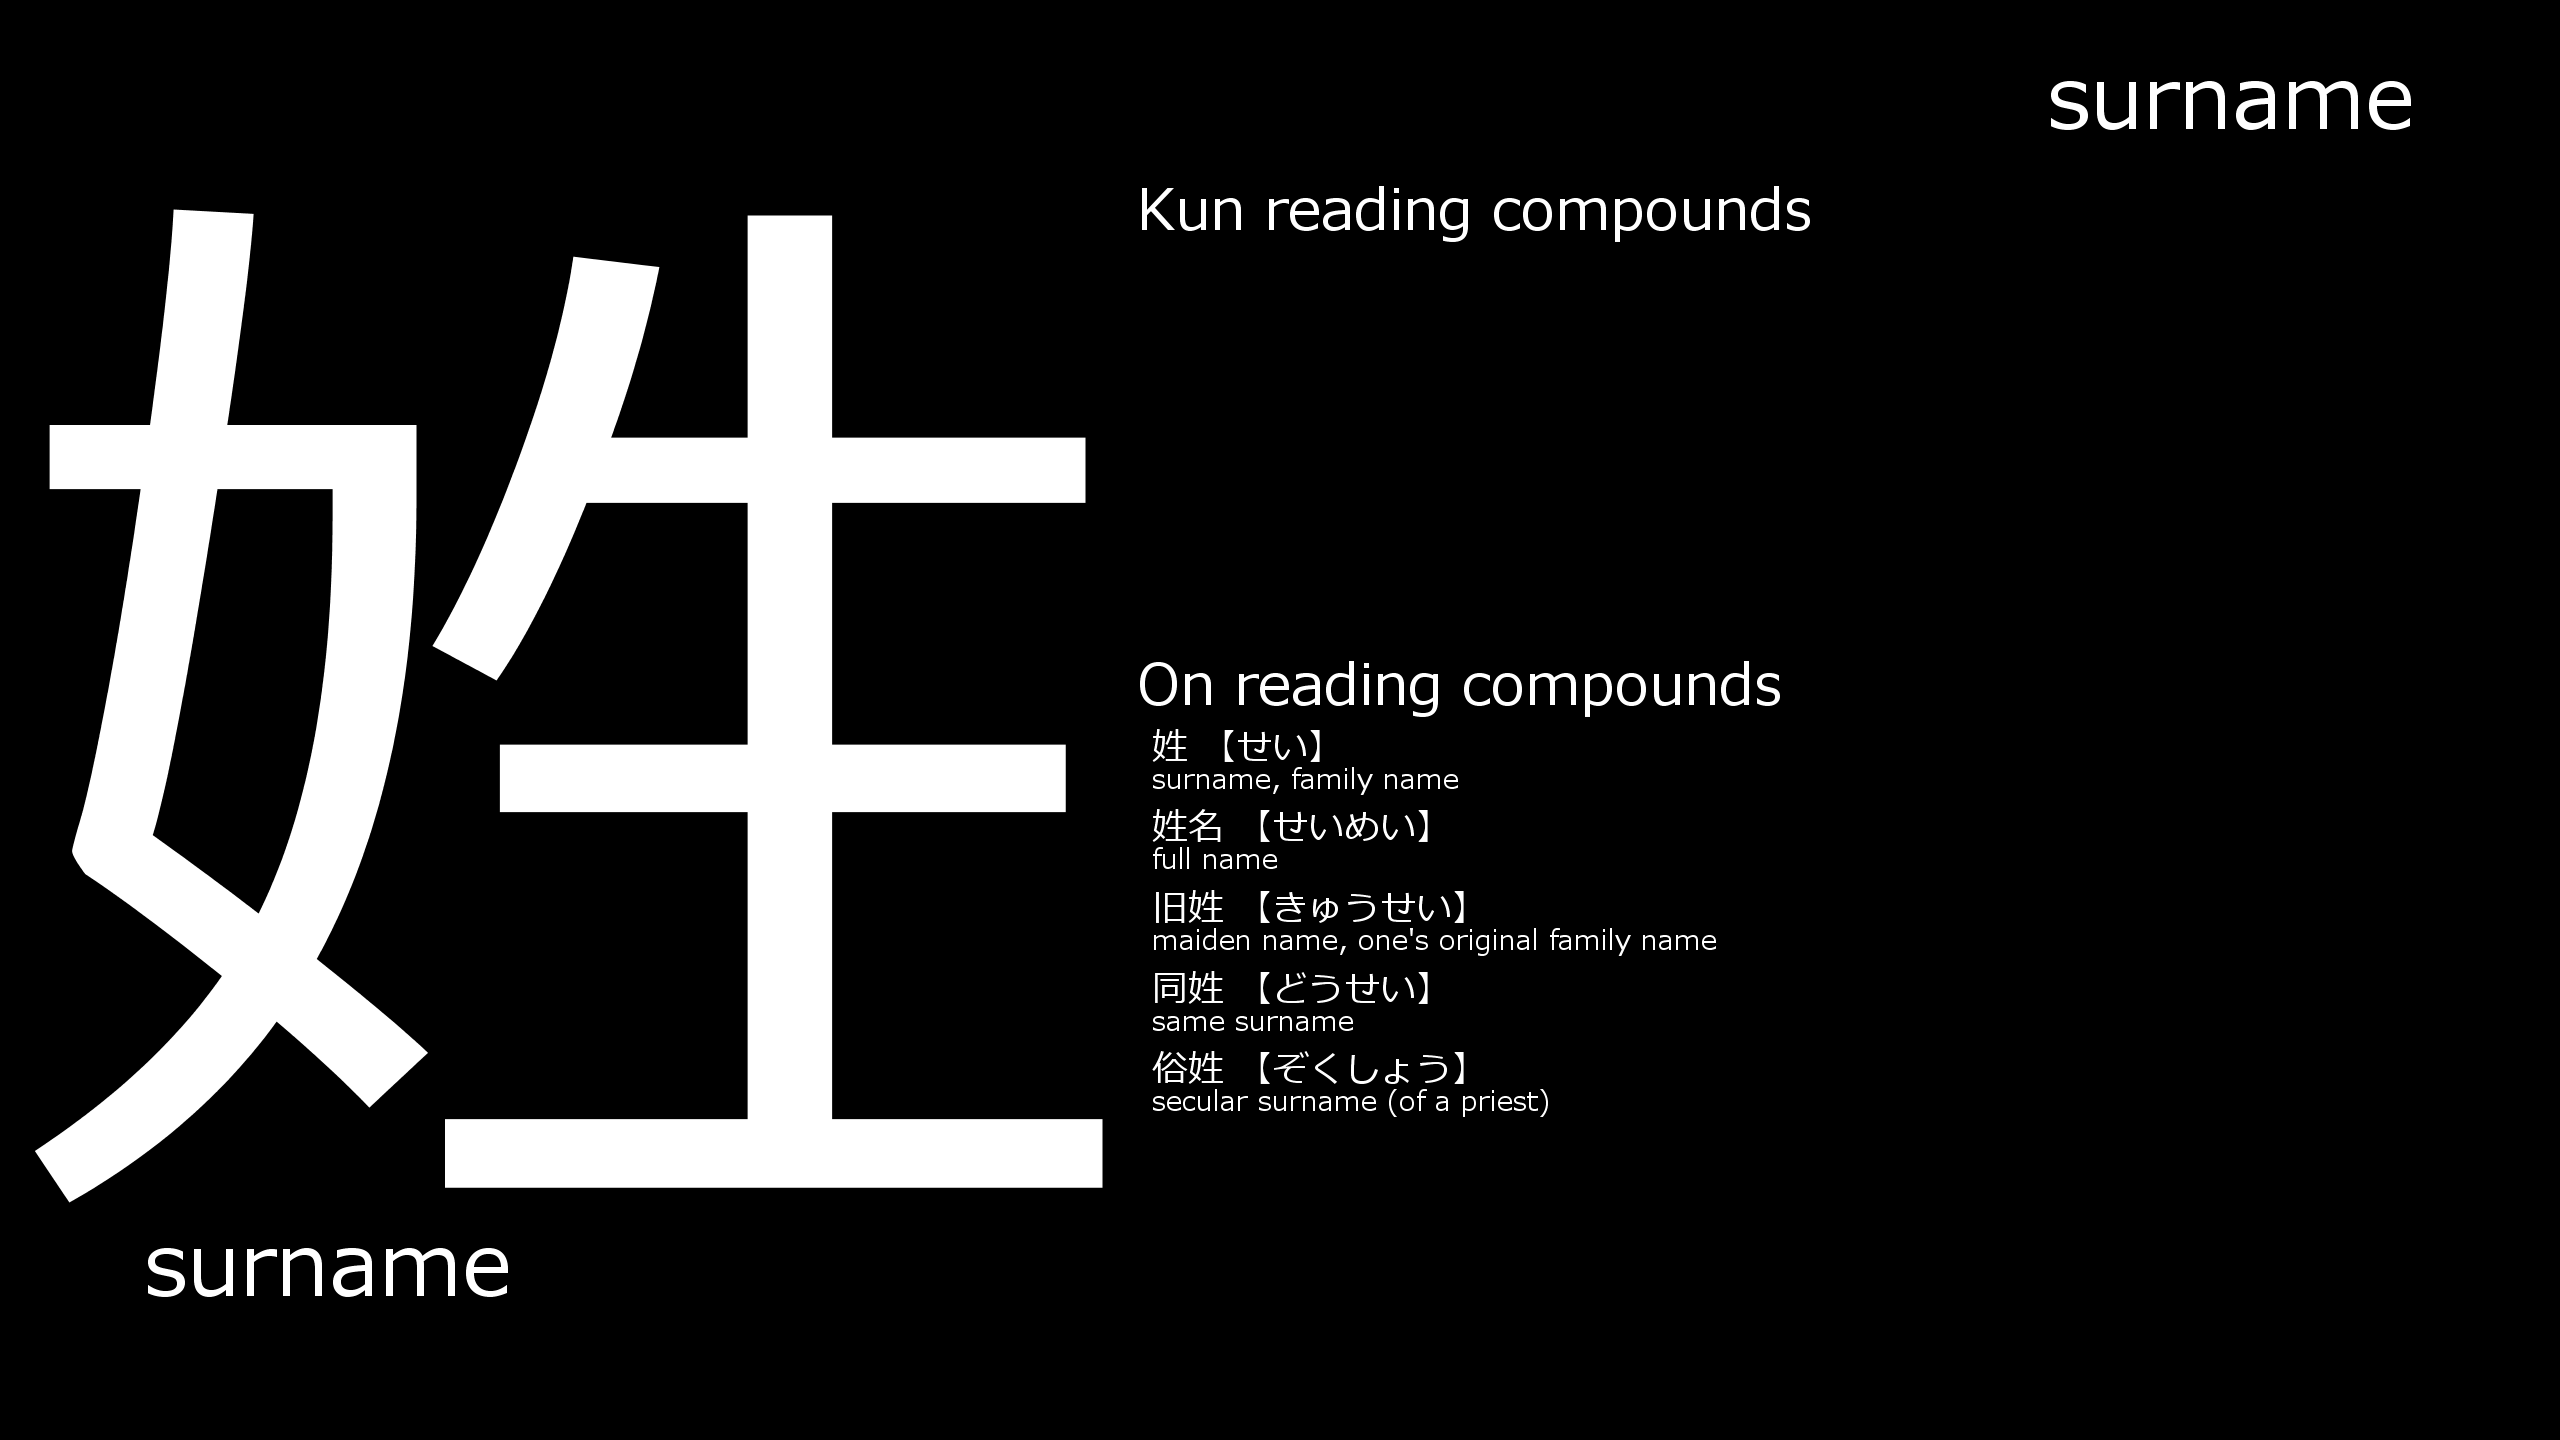 surname
Kun reading compounds
姓
On reading compounds
姓 【せい】
surname, family name
姓名 【せいめい】
full name
旧姓 【きゅうせい】
maiden name, one's original family name
同姓 【どうせい】
same surname
俗姓 【ぞくしょう】
secular surname (of a priest)
surname